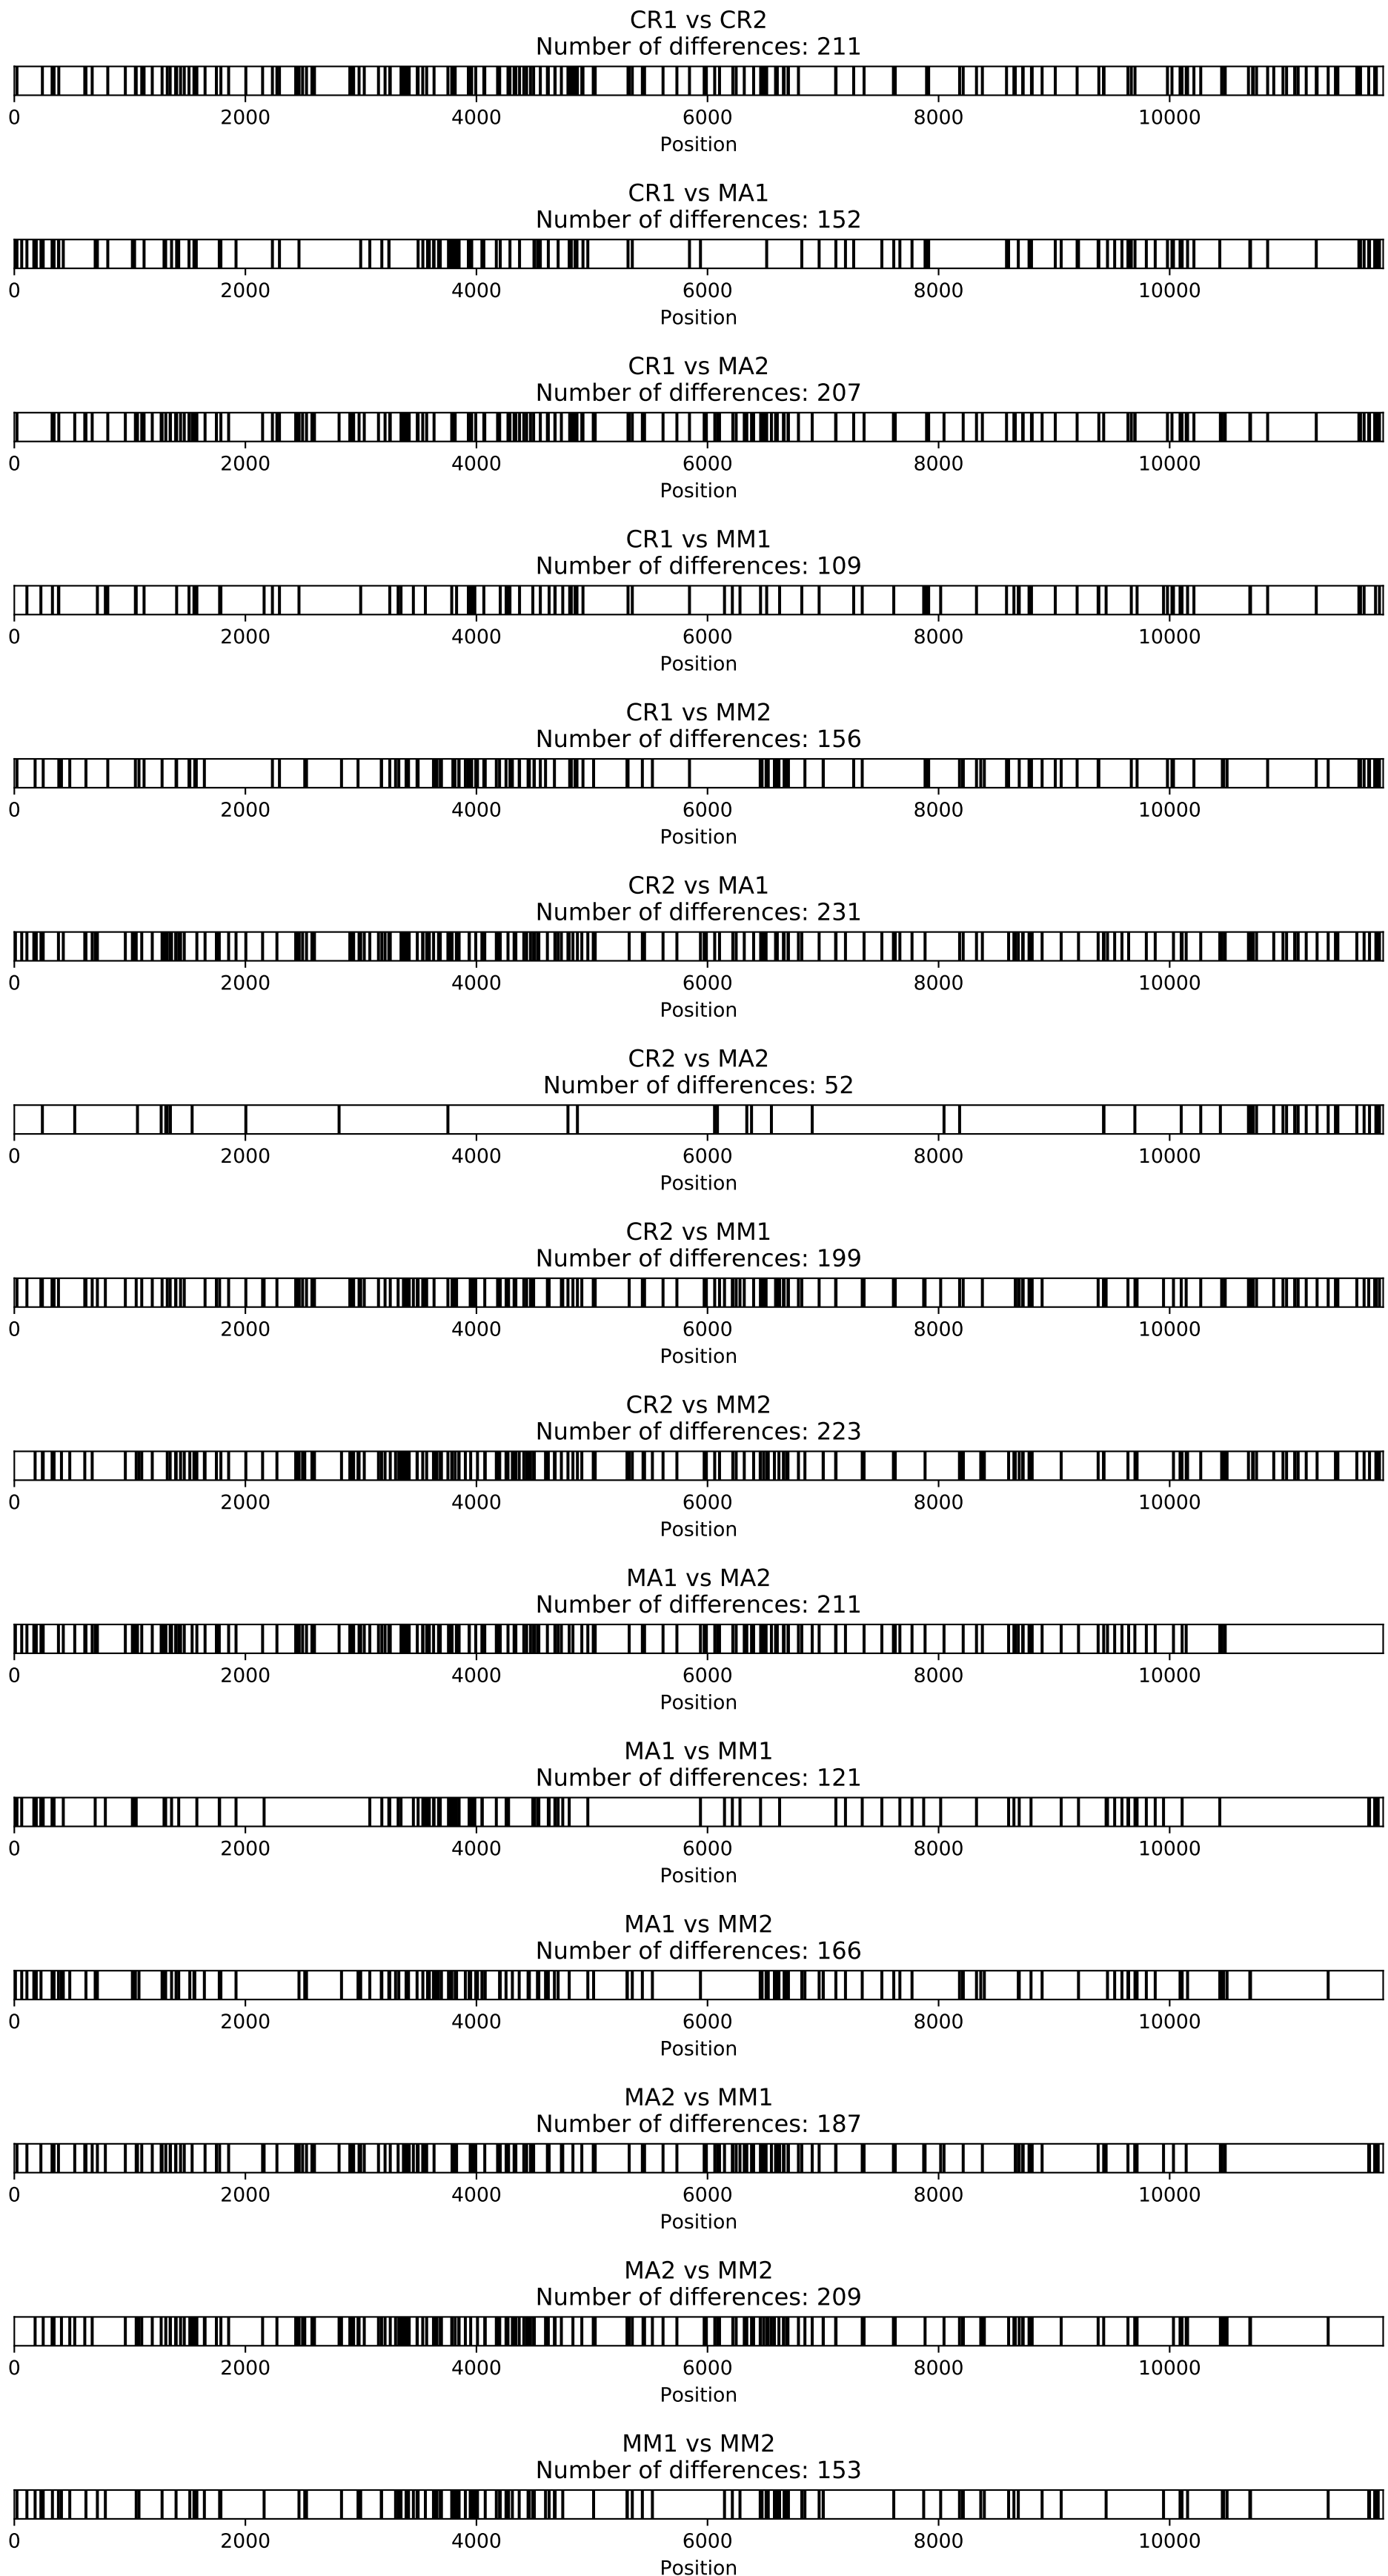 CR1 vs CR2
Number of differences: 211
0 2000 4000 6000 8000 10000
Position
CR1 vs MA1
Number of differences: 152
0 2000 4000 6000 8000 10000
Position
CR1 vs MA2
Number of differences: 207
0 2000 4000 6000 8000 10000
Position
CR1 vs MM1
Number of differences: 109
0 2000 4000 6000 8000 10000
Position
CR1 vs MM2
Number of differences: 156
0 2000 4000 6000 8000 10000
Position
CR2 vs MA1
Number of differences: 231
0 2000 4000 6000 8000 10000
Position
CR2 vs MA2
Number of differences: 52
0 2000 4000 6000 8000 10000
Position
CR2 vs MM1
Number of differences: 199
0 2000 4000 6000 8000 10000
Position
CR2 vs MM2
Number of differences: 223
0 2000 4000 6000 8000 10000
Position
MA1 vs MA2
Number of differences: 211
0 2000 4000 6000 8000 10000
Position
MA1 vs MM1
Number of differences: 121
0 2000 4000 6000 8000 10000
Position
MA1 vs MM2
Number of differences: 166
0 2000 4000 6000 8000 10000
Position
MA2 vs MM1
Number of differences: 187
0 2000 4000 6000 8000 10000
Position
MA2 vs MM2
Number of differences: 209
0 2000 4000 6000 8000 10000
Position
MM1 vs MM2
Number of differences: 153
0 2000 4000 6000 8000 10000
Position